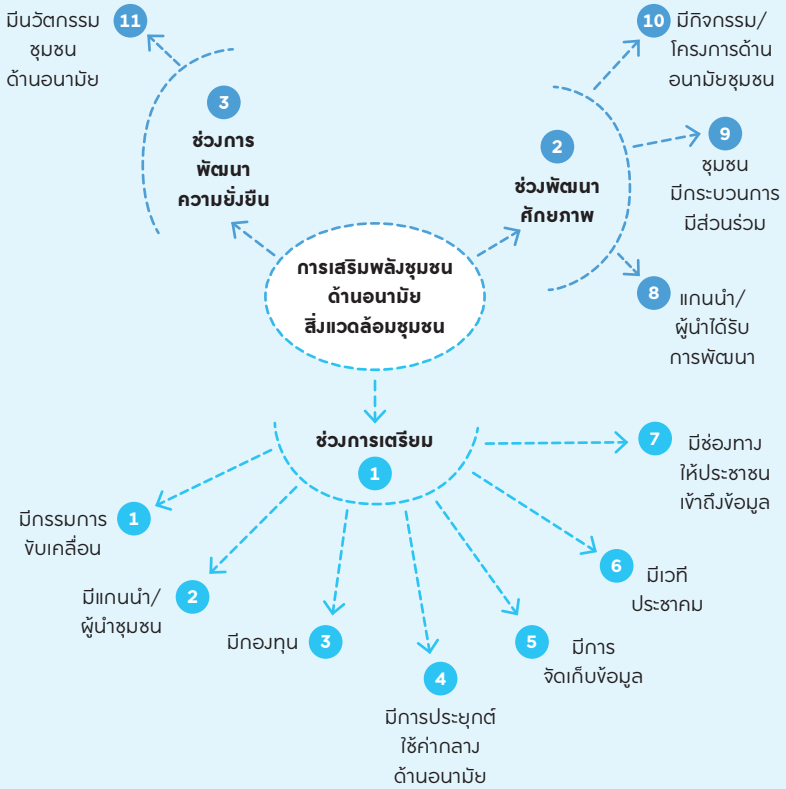 11
มีนวัตกรรม
ชุมชน
ด้านอนามัย
3
ช่วงการ
พัฒนา
ความยั่งยืน
10
มีกิจกรรม/
โครงการด้าน
อนามัยชุมชน
9
ชุมชน
มีกระบวนการ
มีส่วนร่วม
2
ช่วงพัฒนา
ศักยภาพ
8
แกนนำ/
ผู้นำได้รับ
การพัฒนา
การเสริมพลังชุมชน
ด้านอนามัย
สิ่งแวดล้อมชุมชน
ช่วงการเตรียม
1
1
มีกรรมการ
ขับเคลื่อน
2
มีแกนนำ/
ผู้นำชุมชน
มีกองทุน 3
4
มีการประยุกต์
ใช้ค่ากลาง
ด้านอนามัย
5
มีการ
จัดเก็บข้อมูล
6
มีเวที
ประชาคม
7
มีช่องทาง
ให้ประชาชน
เข้าถึงข้อมูล